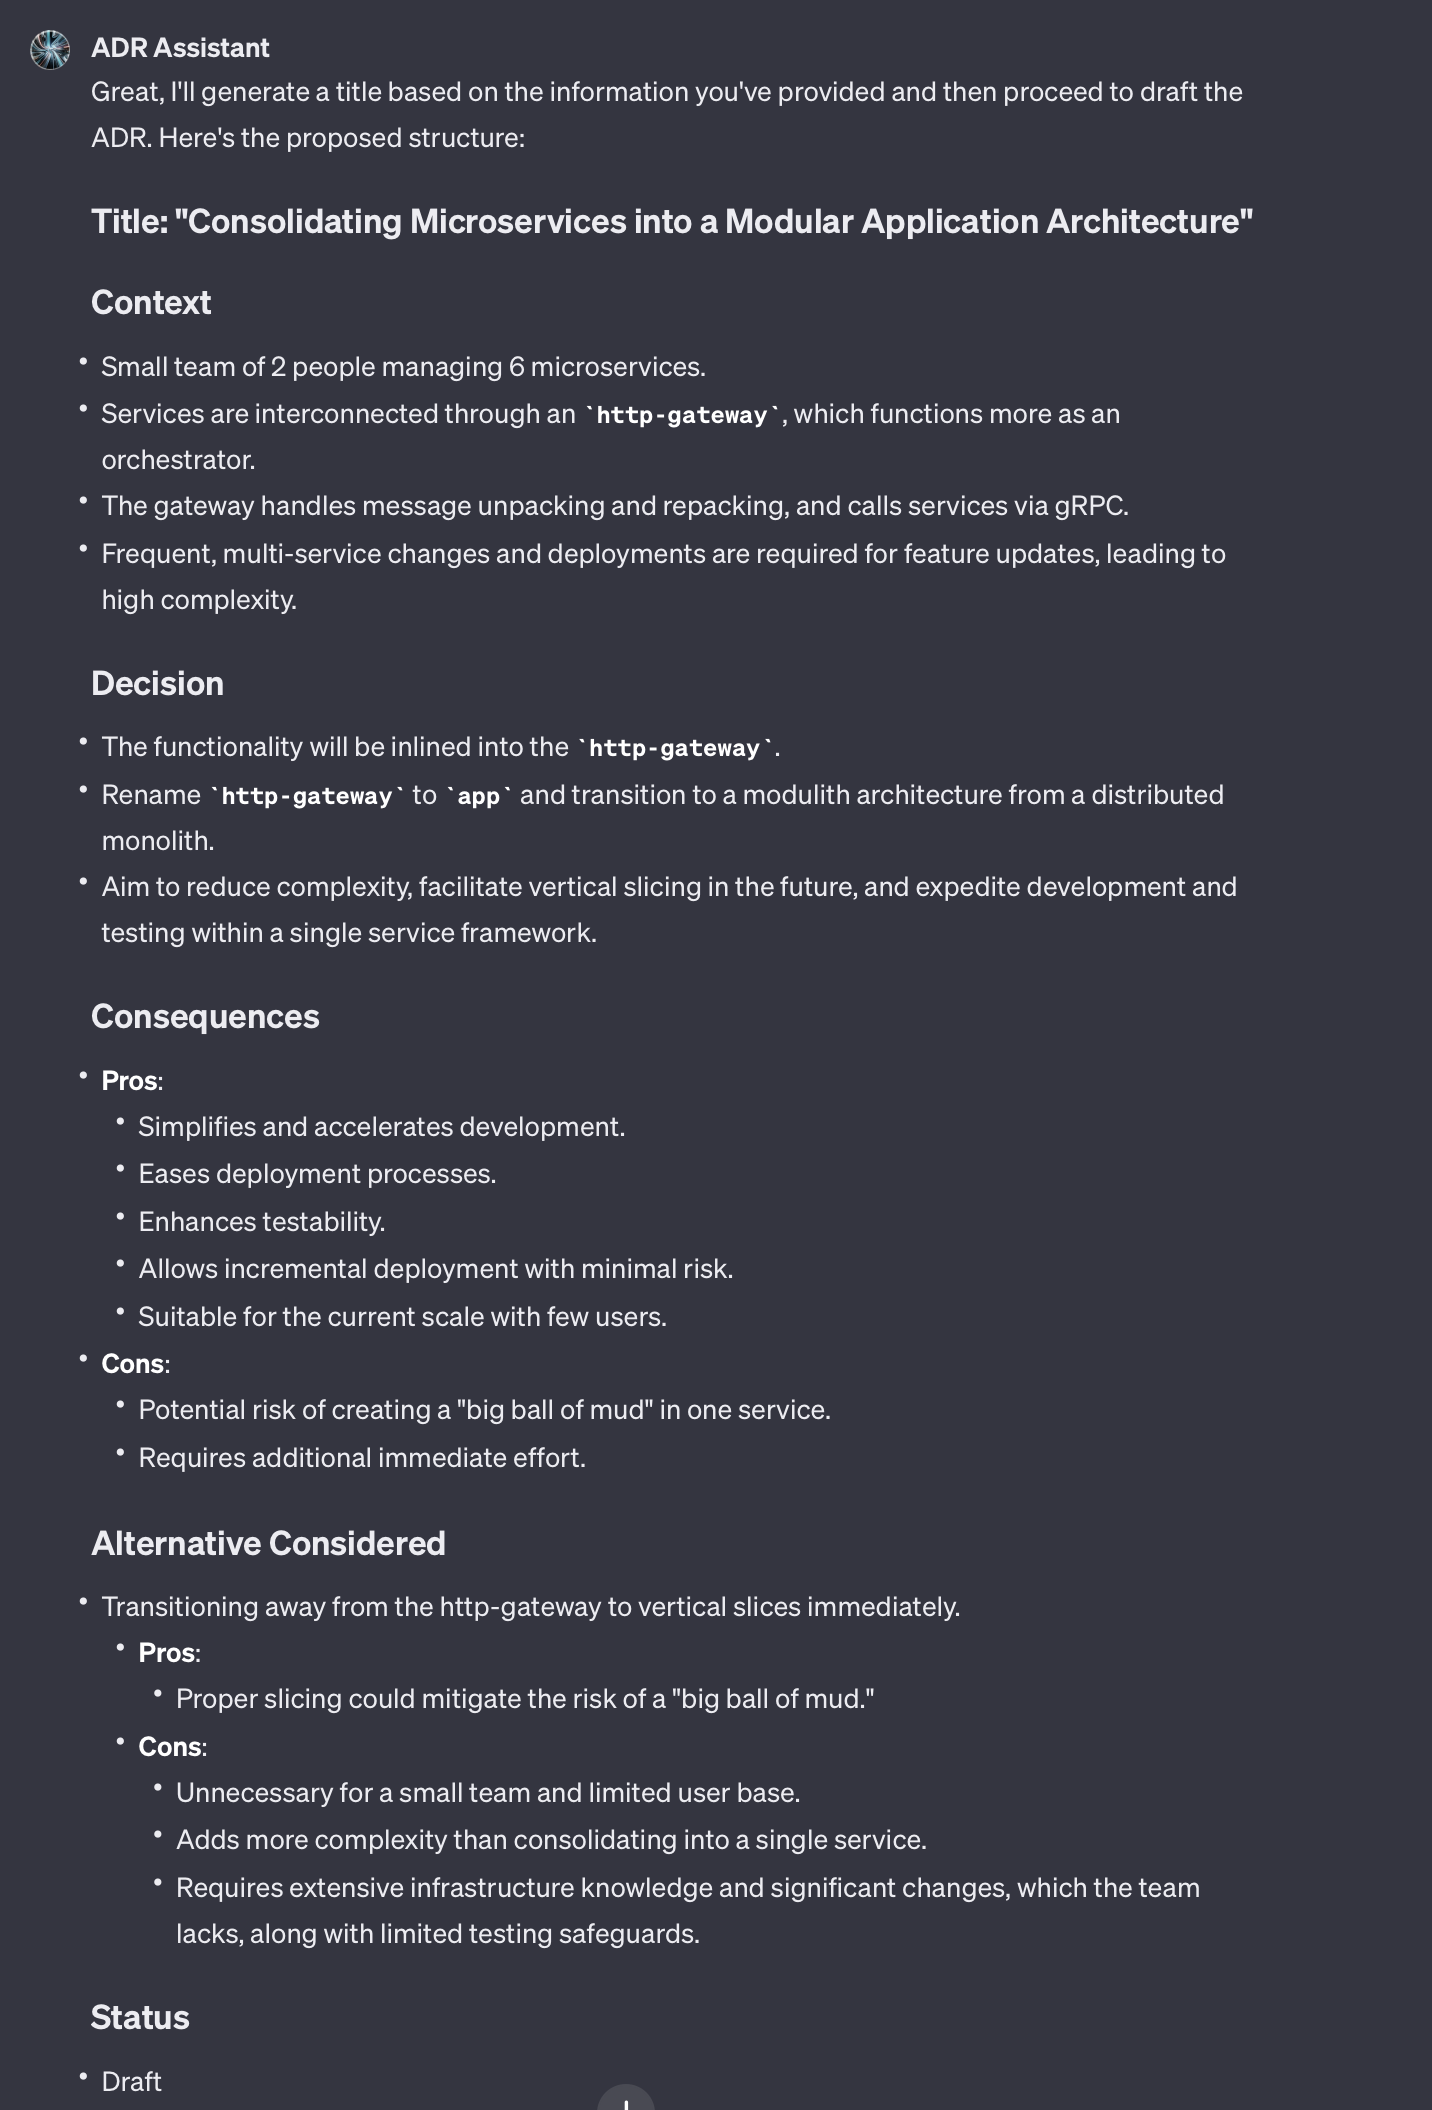 ADR Assistant
Great, I'll generate a title based on the information you've provided and then proceed to draft the
ADR. Here's the proposed structure:
Title: "Consolidating Microservices into a Modular Application Architecture"
Context
• Small team of 2 people managing 6 microservices.
• Services are interconnected through an `http-gateway`, which functions more as an
orchestrator.
• The gateway handles message unpacking and repacking, and calls services via gRPC.
• Frequent, multi-service changes and deployments are required for feature updates, leading to
high complexity.
Decision
• The functionality will be inlined into the `http-gateway`.
• Rename `http-gateway` to `app` and transition to a modulith architecture from a distributed
monolith.
• Aim to reduce complexity, facilitate vertical slicing in the future, and expedite development and
testing within a single service framework.
Consequences
• Pros:
• Simplifies and accelerates development.
• Eases deployment processes.
• Enhances testability.
• Allows incremental deployment with minimal risk.
• Suitable for the current scale with few users.
• Cons:
• Potential risk of creating a "big ball of mud" in one service.
• Requires additional immediate effort.
Alternative Considered
• Transitioning away from the http-gateway to vertical slices immediately.
• Pros:
• Proper slicing could mitigate the risk of a "big ball of mud."
• Cons:
• Unnecessary for a small team and limited user base.
• Adds more complexity than consolidating into a single service.
• Requires extensive infrastructure knowledge and significant changes, which the team
lacks, along with limited testing safeguards.
Status
• Draft